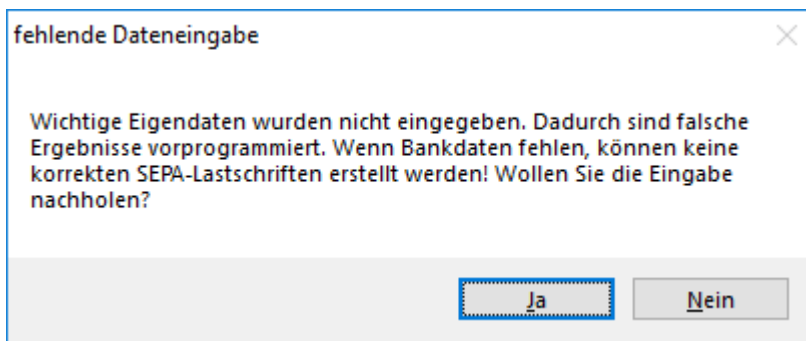 fehlende Dateneingabe
Wichtige Eigendaten wurden nicht eingegeben. Dadurch sind falsche
Ergebnisse vorprogrammiert. Wenn Bankdaten fehlen, können keine
korrekten SEPA-Lastschriften erstellt werden! Wollen Sie die Eingabe
nachholen?
Ja Nein